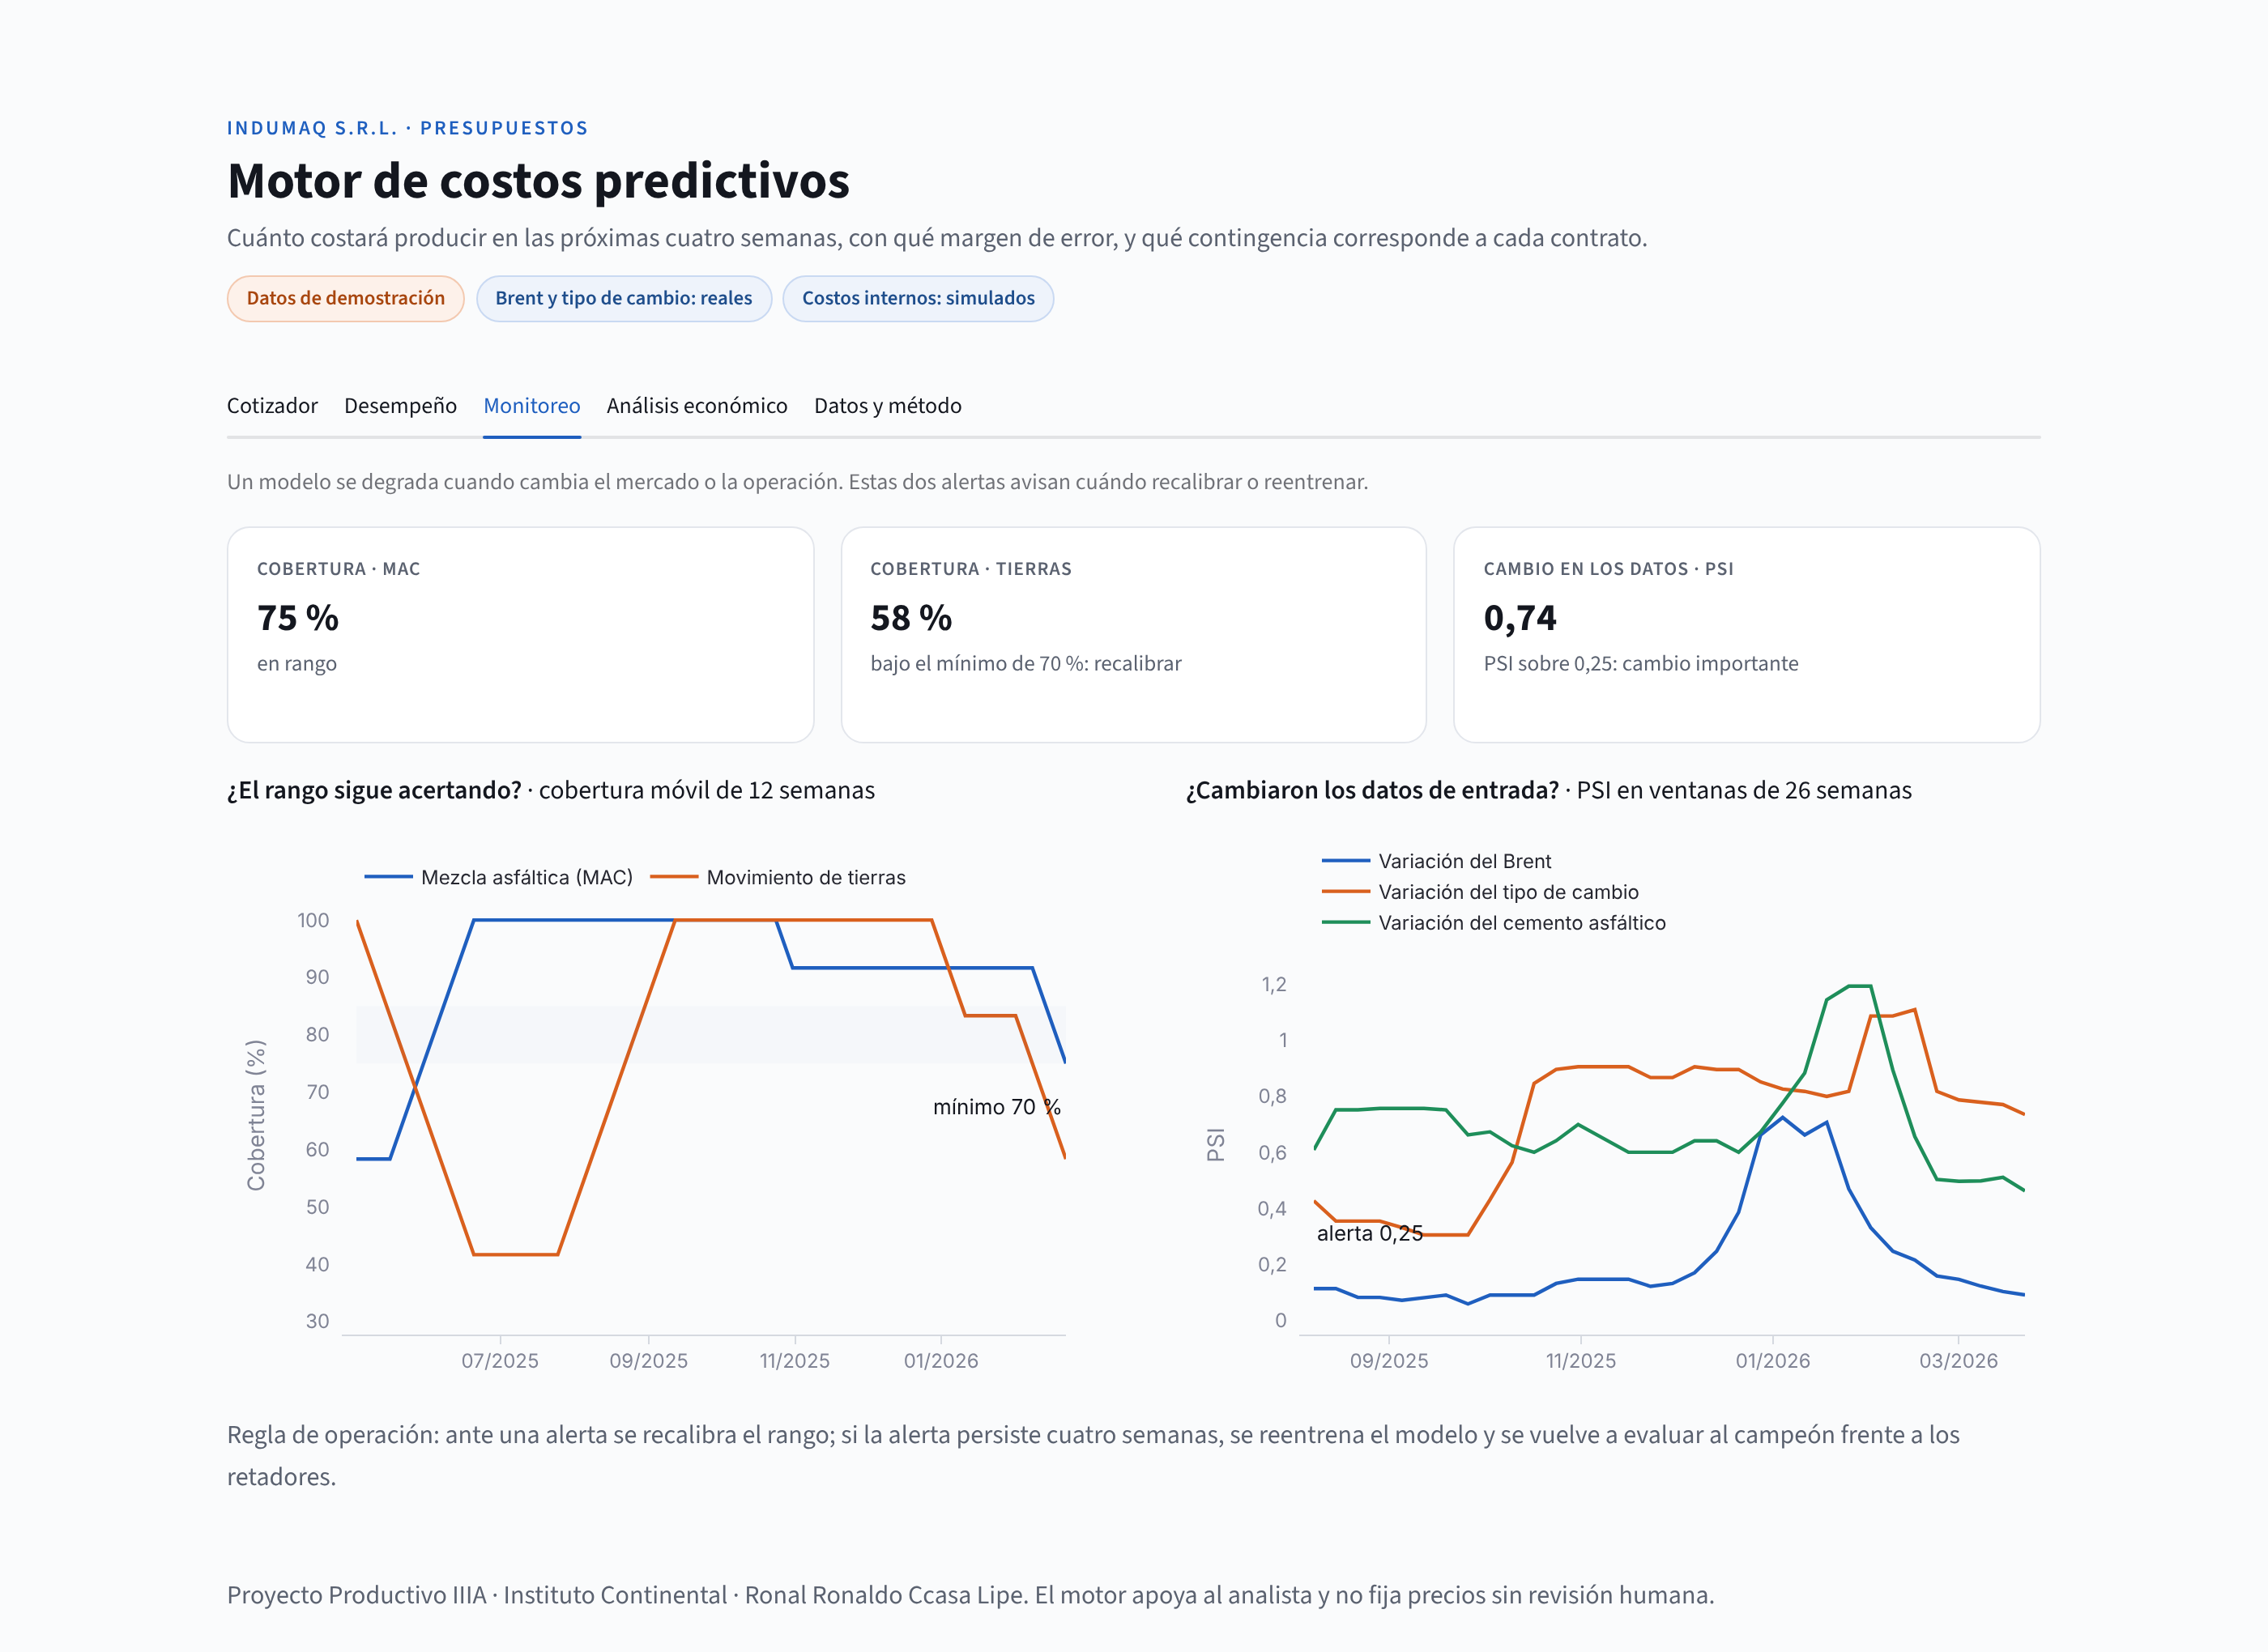 INDUMAQ S.R.L. · PRESUPUESTOS
Motor de costos predictivos
Cuánto costará producir en las próximas cuatro semanas, con qué margen de error, y qué contingencia corresponde a cada contrato.
Datos de demostración
Brent y tipo de cambio: reales
Costos internos: simulados
Cotizador
Desempeño
Monitoreo
Análisis económico
Datos y método
Un modelo se degrada cuando cambia el mercado o la operación. Estas dos alertas avisan cuándo recalibrar o reentrenar.
COBERTURA · MAC
75 %
en rango
COBERTURA · TIERRAS
58 %
bajo el mínimo de 70 %: recalibrar
CAMBIO EN LOS DATOS · PSI
0,74
PSI sobre 0,25: cambio importante
¿El rango sigue acertando? · cobertura móvil de 12 semanas
Mezcla asfáltica (MAC)
Movimiento de tierras
100
90
80
70
60
50
40
30
Cobertura (%)
mínimo 70 %
07/2025
09/2025
11/2025
01/2026
¿Cambiaron los datos de entrada? · PSI en ventanas de 26 semanas
Variación del Brent
Variación del tipo de cambio
Variación del cemento asfáltico
1,2
1
0,8
0,6
0,4
0,2
0
PSI
alerta 0,25
09/2025
11/2025
01/2026
03/2026
Regla de operación: ante una alerta se recalibra el rango; si la alerta persiste cuatro semanas, se reentrena el modelo y se vuelve a evaluar al campeón frente a los
retadores.
Proyecto Productivo IIIA · Instituto Continental · Ronal Ronaldo Ccasa Lipe. El motor apoya al analista y no fija precios sin revisión humana.